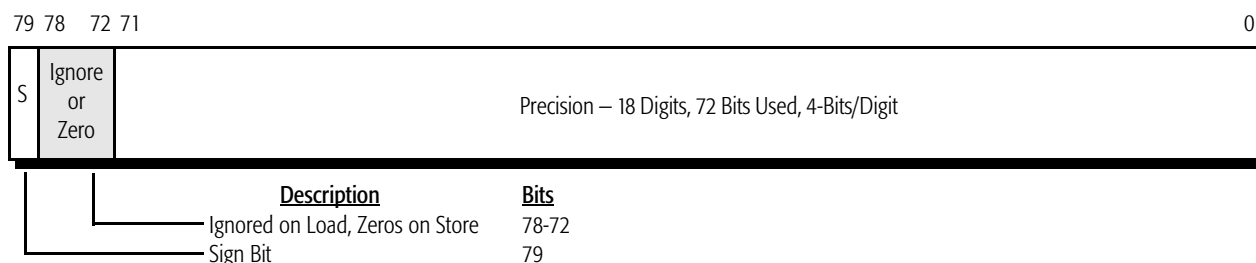 79 78 72 71 0
S
Ignore
or
Zero
Precision — 18 Digits, 72 Bits Used, 4-Bits/Digit
Description Bits
Ignored on Load, Zeros on Store 78-72
Sign Bit 79